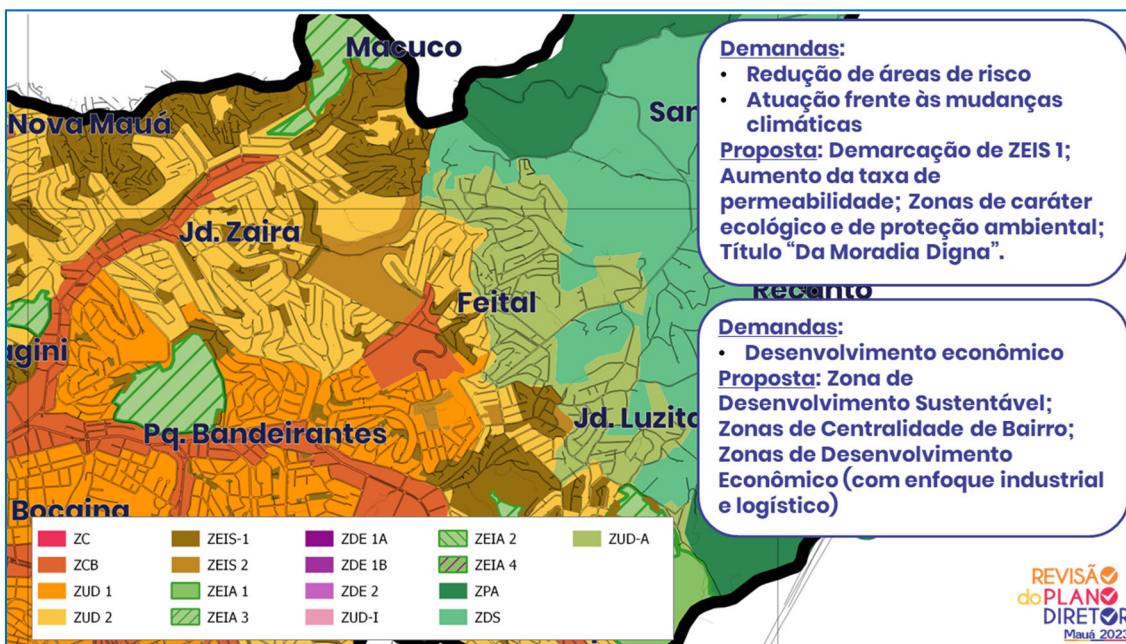 Macuco
Nova Mauá
San
Jd. Zaira
Feital
Recanto
agini
Jd. Luzita
Pq. Bandeirantes
Bocaina
Demandas:
• Redução de áreas de risco
• Atuação frente às mudanças
climáticas
Proposta: Demarcação de ZEIS 1;
Aumento da taxa de
permeabilidade; Zonas de caráter
ecológico e de proteção ambiental;
Título “Da Moradia Digna”.
Demandas:
• Desenvolvimento econômico
Proposta: Zona de
Desenvolvimento Sustentável;
Zonas de Centralidade de Bairro;
Zonas de Desenvolvimento
Econômico (com enfoque industrial
e logístico)
ZC
ZCB
ZUD 1
ZUD 2
ZEIS-1
ZEIS 2
ZEIA 1
ZEIA 3
ZDE 1A
ZDE 1B
ZDE 2
ZUD-I
ZEIA 2
ZEIA 4
ZPA
ZDS
ZUD-A
REVISÃO
do PLANO
DIRETOR
Mauá 2023